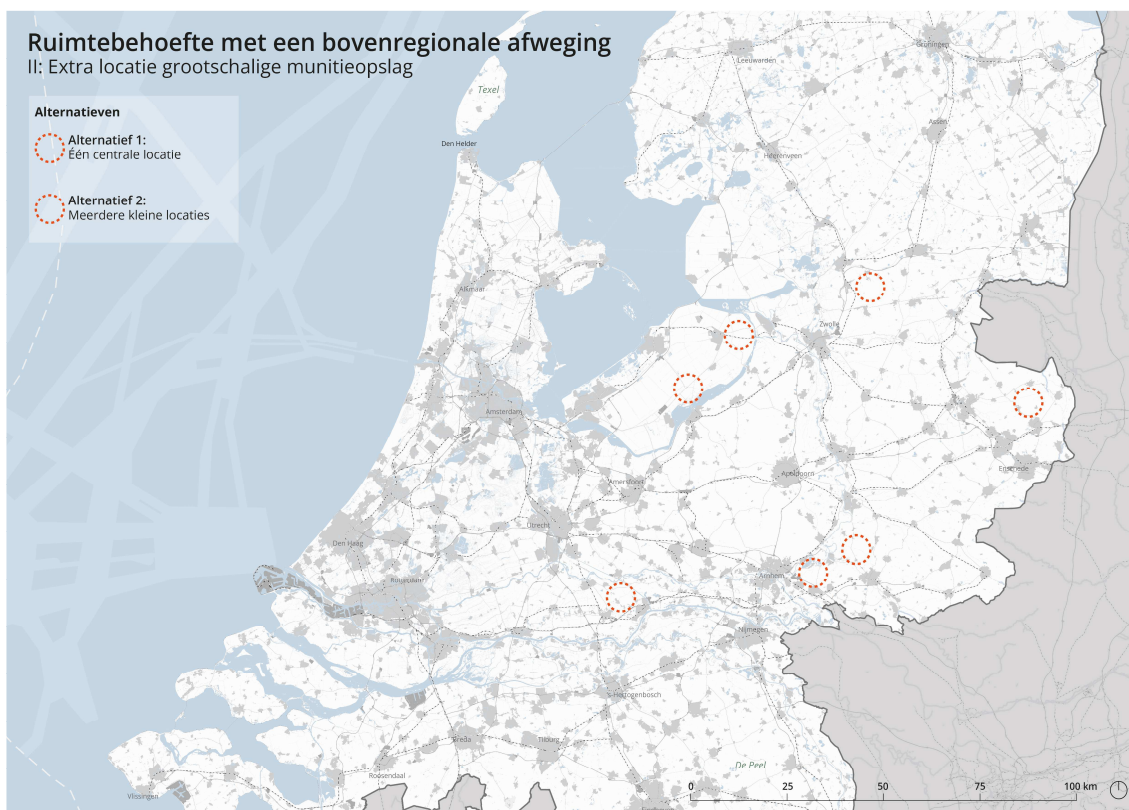 Ruimtebehoefte met een bovenregionale afweging
II: Extra locatie grootschalige munitieopslag
Alternatieven
Alternatief 1:
Één centrale locatie
Alternatief 2:
Meerdere kleine locaties
Groningen
Leeuwarden
Texel
Assen
Den Helder
Heerenveen
Alkmaar
Zwolle
Amsterdam
Enschede
Apeldoorn
Amersfoort
Utrecht
Den Haag
Arnhem
Rotterdam
Nijmegen
's-Hertogenbosch
Breda
Tilburg
De Peel
Roosendaal
Vlissingen
0 25 50 75 100 km